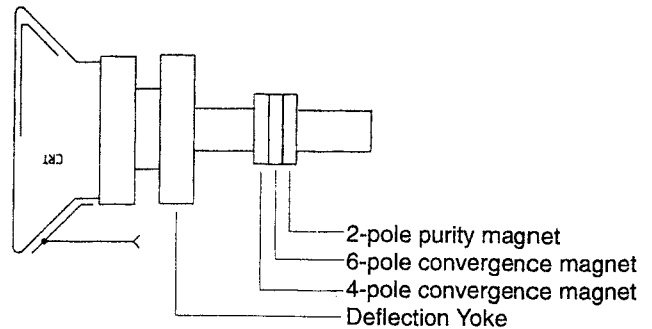 CRT
2-pole purity magnet
6-pole convergence magnet
4-pole convergence magnet
Deflection Yoke